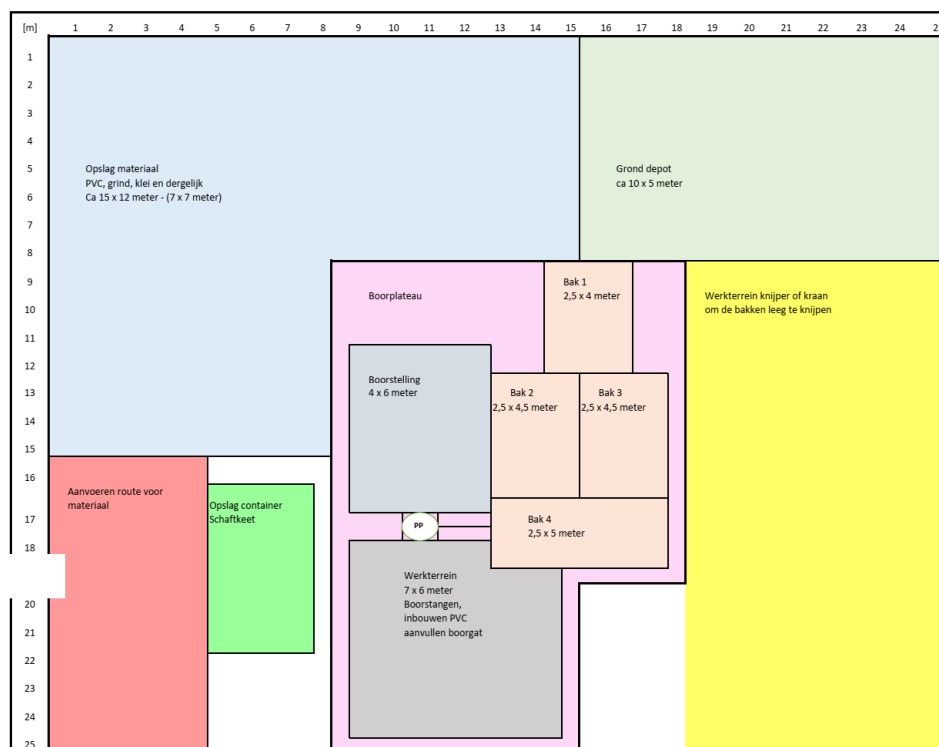 [m] 1 2 3 4 5 6 7 8 9 10 11 12 13 14 15 16 17 18 19 20 21 22 23 24
1
2
3
4
5
6
7
8
9
10
11
12
13
14
15
16
17
18
20
21
22
23
24
25
Opslag materiaal
PVC, grind, klei en dergelijk
Ca 15 x 12 meter - (7 x 7 meter)
Grond depot
ca 10 x 5 meter
Boorplateau
Bak 1
2,5 x 4 meter
Werkterrein knijper of kraan
om de bakken leeg te knijpen
Boorstelling
4 x 6 meter
Bak 2
2,5 x 4,5 meter
Bak 3
2,5 x 4,5 meter
Aanvoeren route voor
materiaal
Opslag container
Schaftkeet
PP
Bak 4
2,5 x 5 meter
Werkterrein
7 x 6 meter
Boorstangen,
inbouwen PVC
aanvullen boorgat